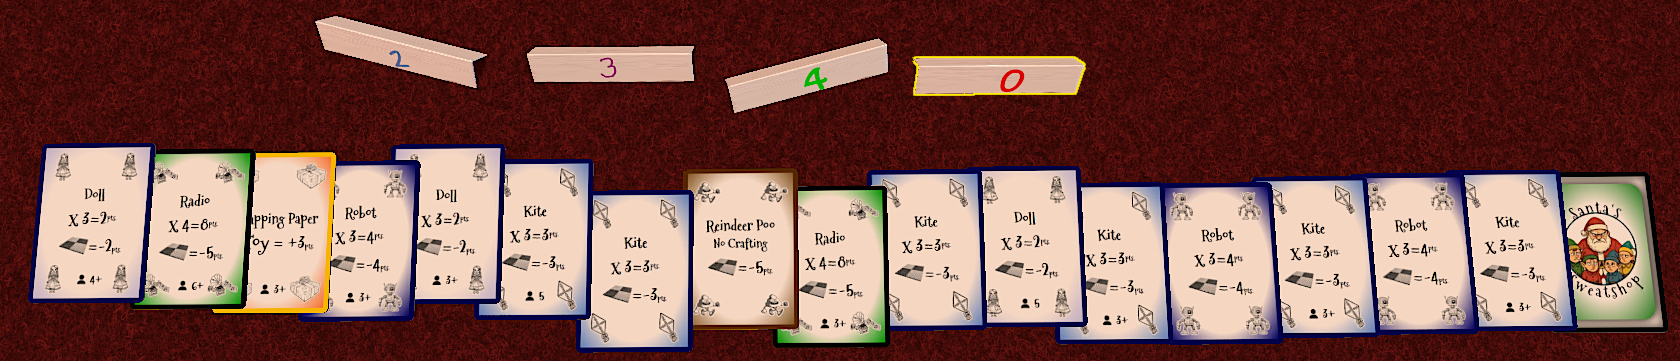 2
3
4
0
Doll
X 3=2pts
=-2pts
4+
Radio
X 4=8pts
=-5pts
6+
pping Paper
oy = +3pts
3+
Robot
X 3=4pts
=-4pts
3+
Doll
X 3=2pts
=-2pts
3+
Kite
X 3=3pts
=-3pts
5
Kite
X 3=3pts
=-3pts
Reindeer Poo
No Crafting
=-5pts
Radio
X 4=8pts
=-5pts
3+
Kite
X 3=3pts
=-3pts
Doll
X 3=2pts
=-2pts
5
Kite
X 3=3pts
=-3pts
3+
Robot
X 3=4pts
=-4pts
Kite
X 3=3pts
=-3pts
3+
Robot
X 3=4pts
=-4pts
Kite
X 3=3pts
=-3pts
3+
Santa's
Sweatshop